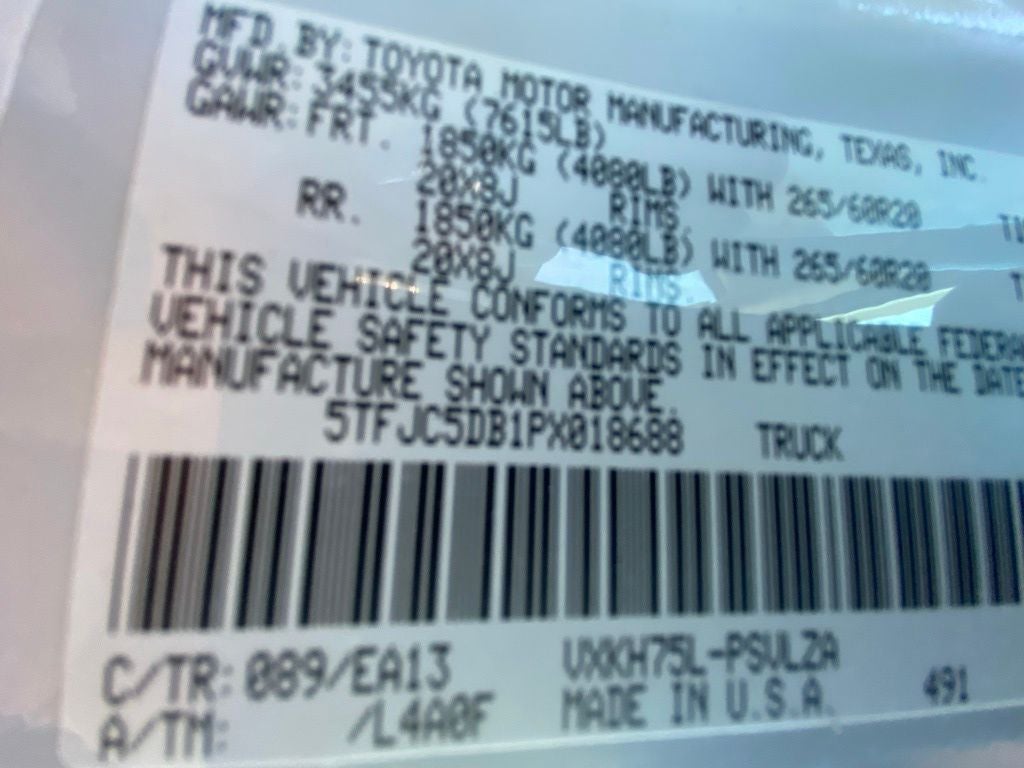 MFD. BY: TOYOTA MOTOR MANUFACTURING, TEXAS, INC.
GVWR: 3455KG (7615LB)
GAWR: FRT. 1850KG (4080LB) WITH 265/60R20
20X8J RIMS.
RR. 1850KG (4080LB) WITH 265/60R20
20X8J RIMS.
THIS VEHICLE CONFORMS TO ALL APPLICABLE FEDERA
VEHICLE SAFETY STANDARDS IN EFFECT ON THE DATE
MANUFACTURE SHOWN ABOVE.
5TFJC5DB1PX018688 TRUCK
C/TR: 089/EA13 VXKH75L-PSVLZA
A/TM: /L4A0F MADE IN U.S.A. 491